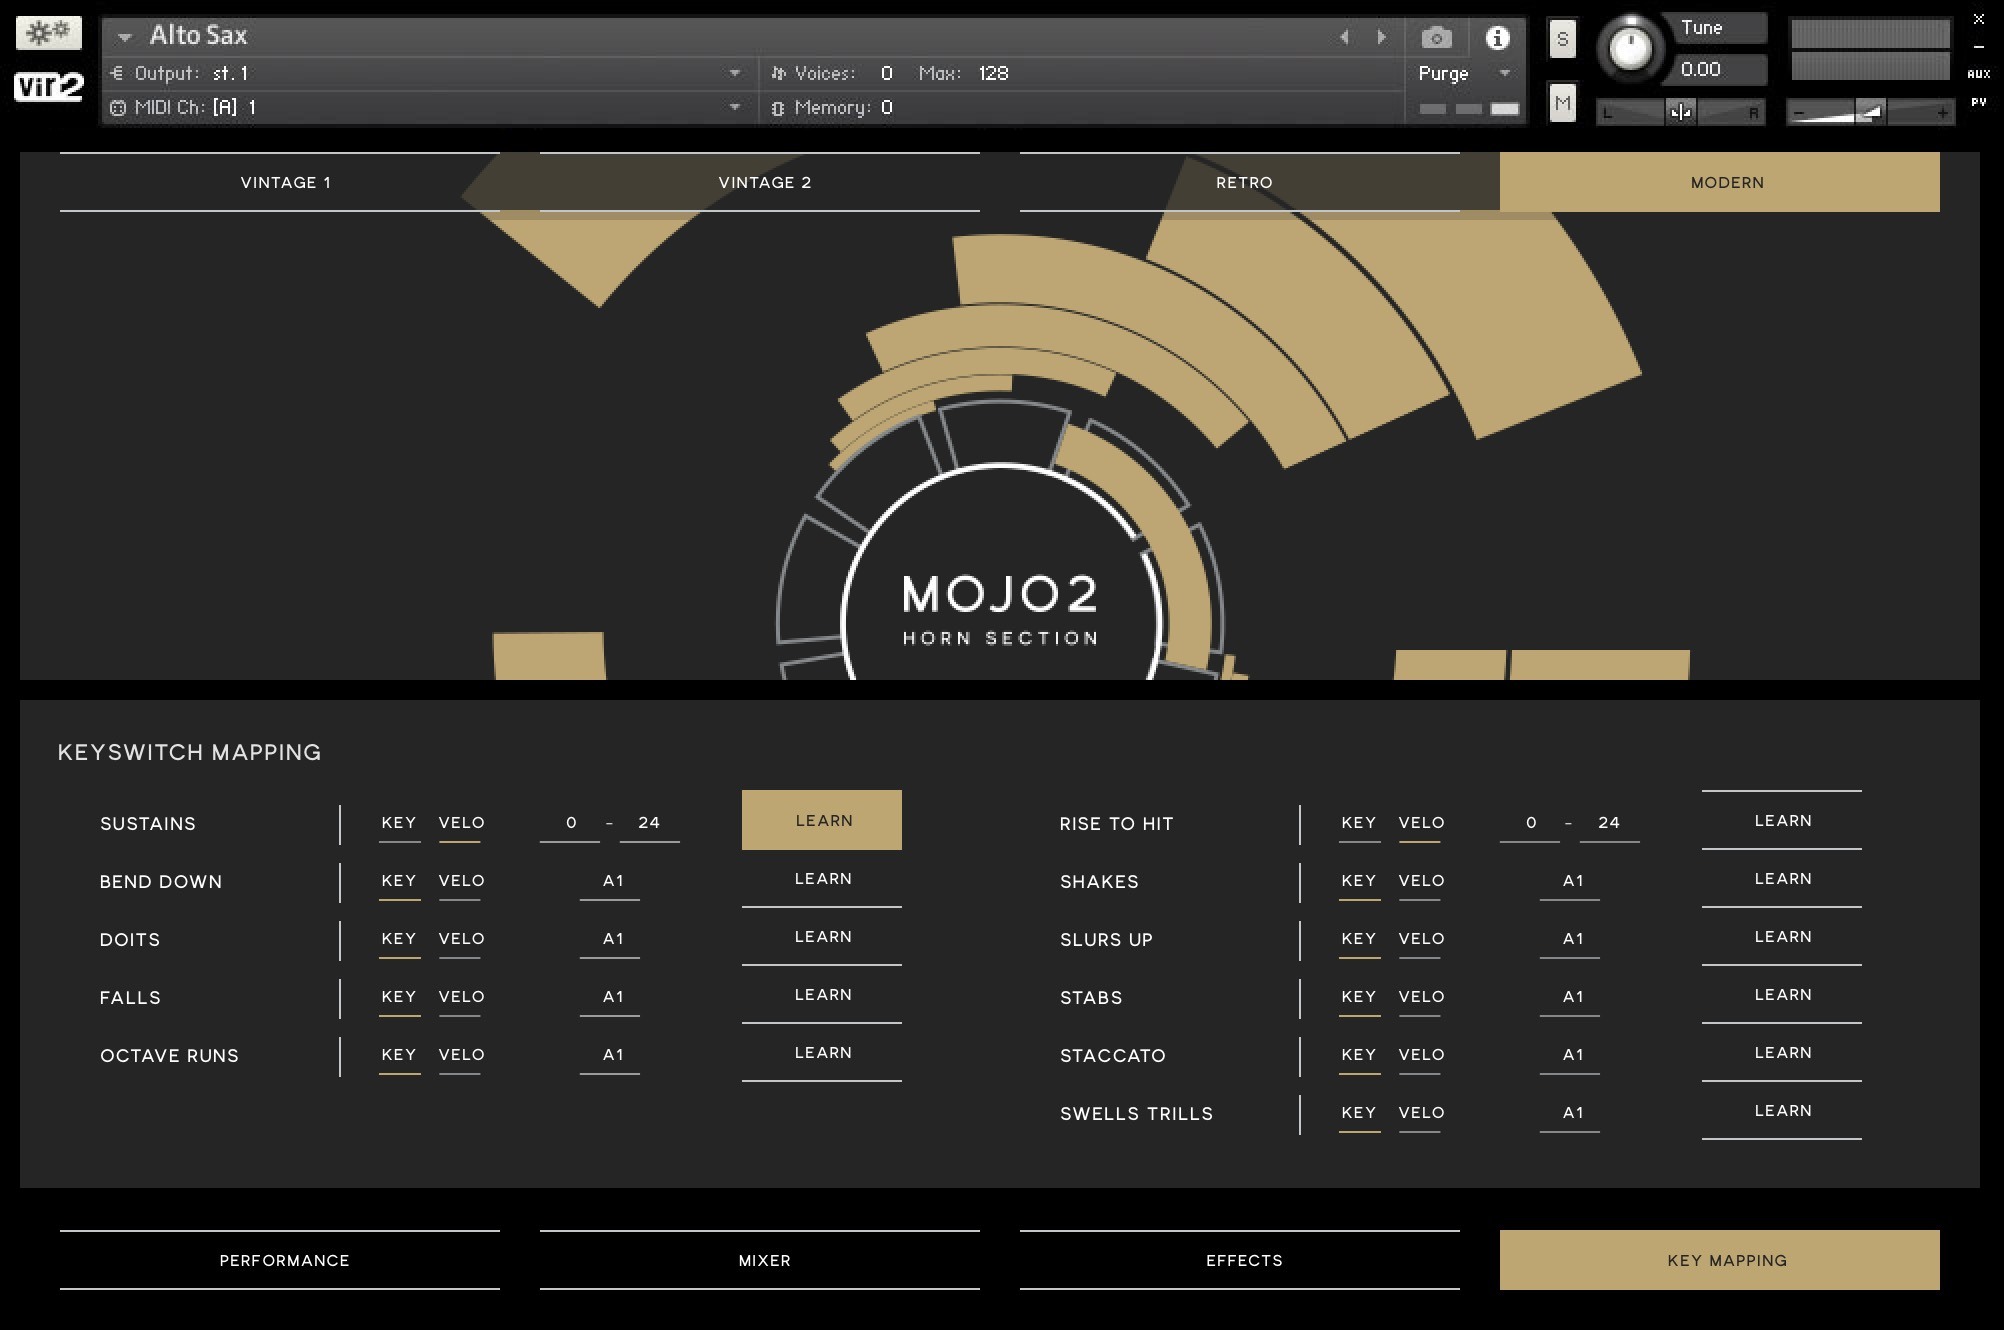 Alto Sax
Output: st. 1
Voices: 0 Max: 128
Purge
MIDI Ch: [A] 1
Memory: 0
S
M
Tune
0.00
L R
- +
X
-
AUX
PV
vir2
VINTAGE 1 VINTAGE 2 RETRO MODERN
MOJO2
HORN SECTION
KEYSWITCH MAPPING
SUSTAINS KEY VELO 0 - 24 LEARN
BEND DOWN KEY VELO A1 LEARN
DOITS KEY VELO A1 LEARN
FALLS KEY VELO A1 LEARN
OCTAVE RUNS KEY VELO A1 LEARN
RISE TO HIT KEY VELO 0 - 24 LEARN
SHAKES KEY VELO A1 LEARN
SLURS UP KEY VELO A1 LEARN
STABS KEY VELO A1 LEARN
STACCATO KEY VELO A1 LEARN
SWELLS TRILLS KEY VELO A1 LEARN
PERFORMANCE MIXER EFFECTS KEY MAPPING